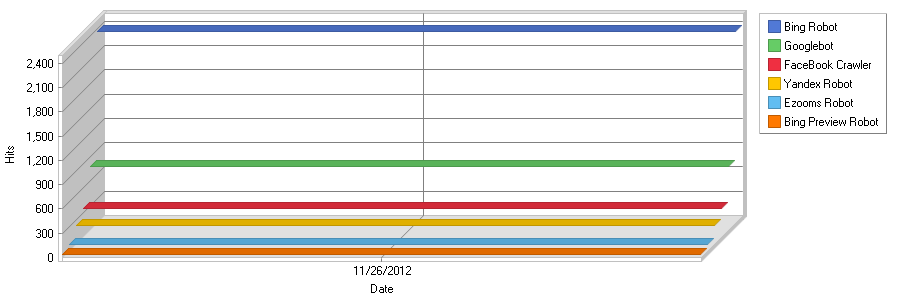 2,400
2,100
1,800
1,500
1,200
900
600
300
0
Hits
11/26/2012
Date
Bing Robot
Googlebot
FaceBook Crawler
Yandex Robot
Ezooms Robot
Bing Preview Robot